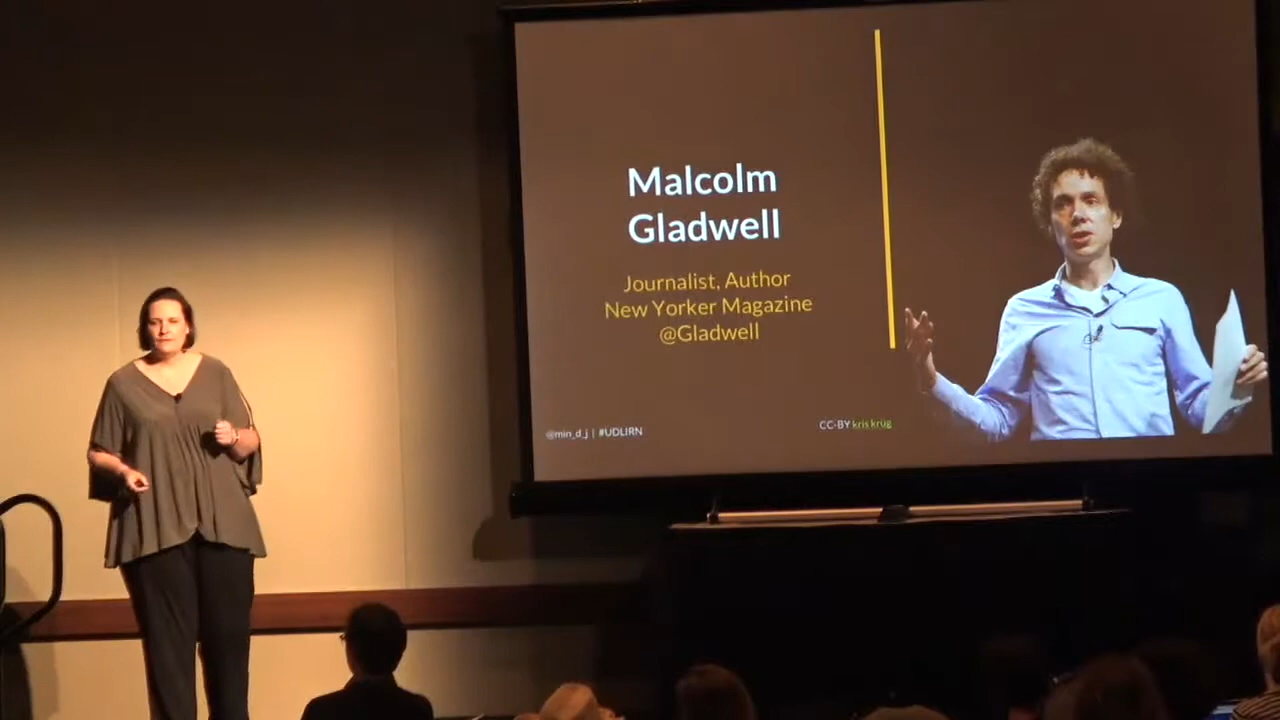 Malcolm
Gladwell
Journalist, Author
New Yorker Magazine
@Gladwell
@min_d_j | #UDLIRN
CC-BY kris krüg